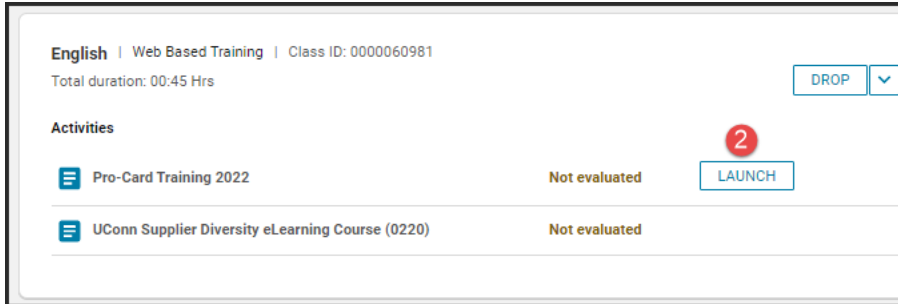 English | Web Based Training | Class ID: 0000060981
Total duration: 00:45 Hrs
DROP
Activities
2
Pro-Card Training 2022 Not evaluated LAUNCH
UConn Supplier Diversity eLearning Course (0220) Not evaluated